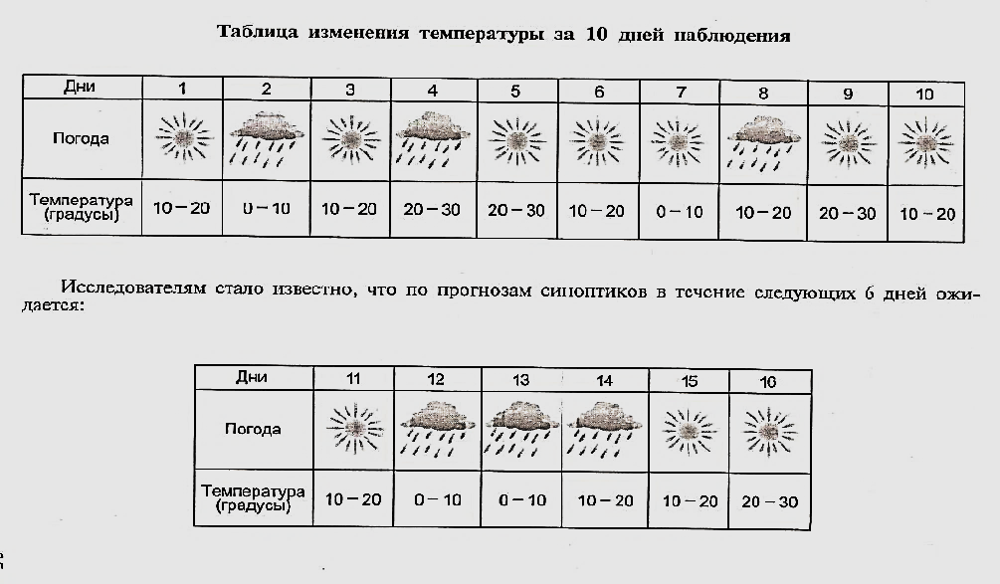 Таблица изменения температуры за 10 дней наблюдения
Дни 1 2 3 4 5 6 7 8 9 10
Погода
Температура
(градусы) 10–20 0–10 10–20 20–30 20–30 10–20 0–10 10–20 20–30 10–20
Исследователям стало известно, что по прогнозам синоптиков в течение следующих 6 дней ожи-
дается:
Дни 11 12 13 14 15 16
Погода
Температура
(градусы) 10–20 0–10 0–10 10–20 10–20 20–30